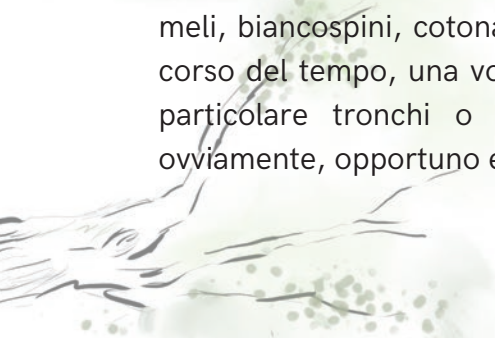 meli, biancospini, cotona
corso del tempo, una vo
particolare tronchi o
ovviamente, opportuno e